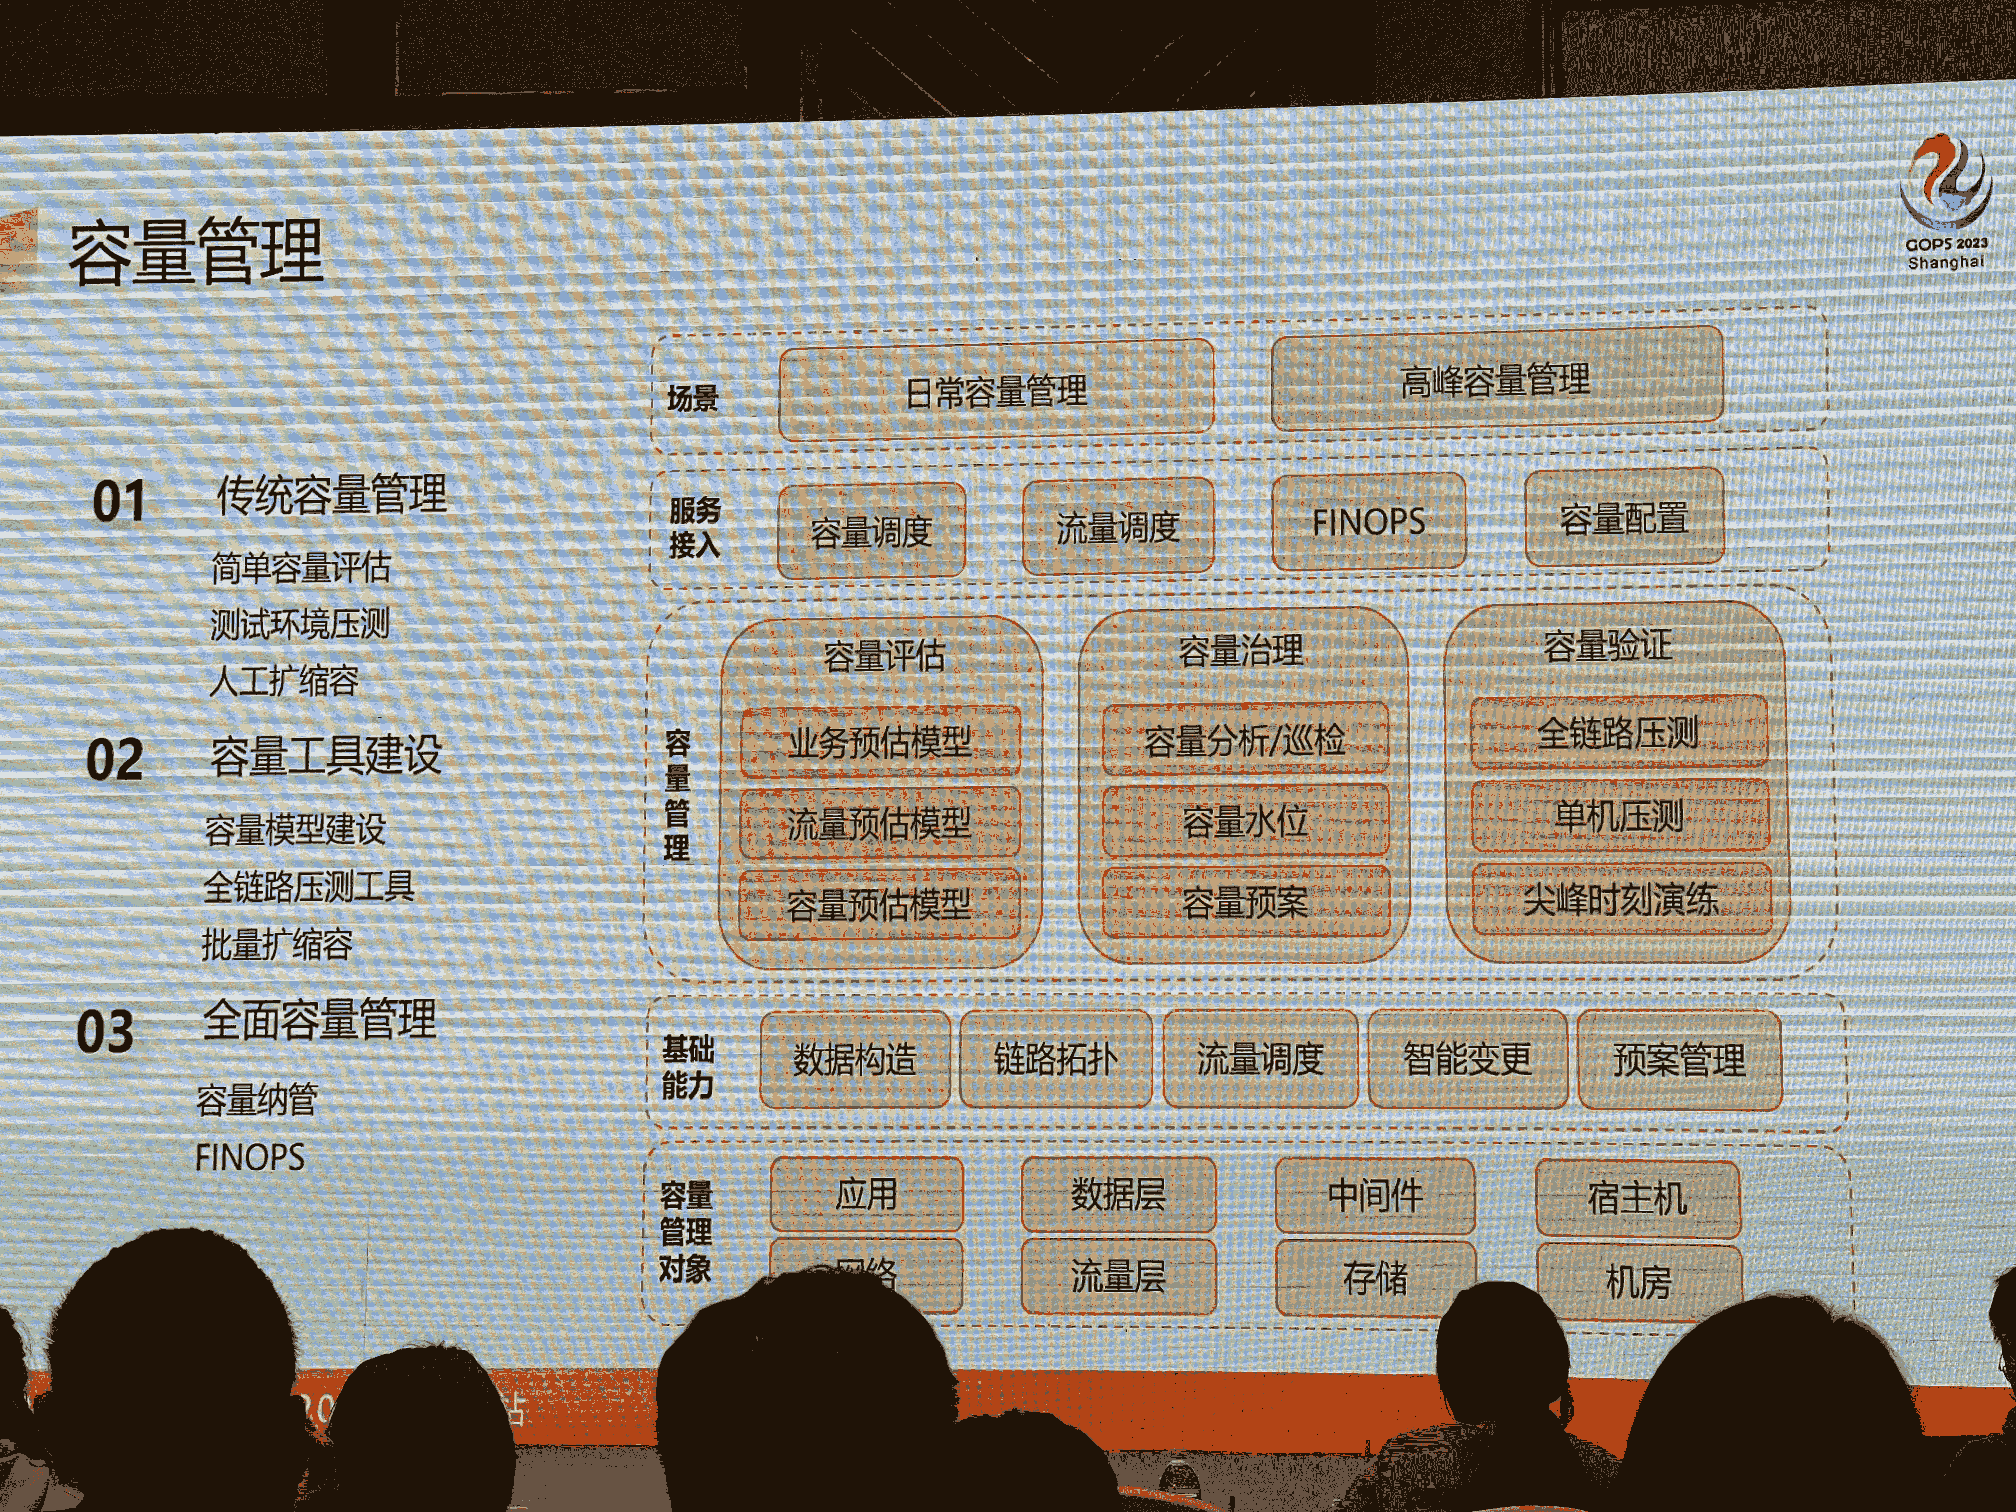 容量管理
GOPS 2023
Shanghai
01 传统容量管理
简单容量评估
测试环境压测
人工扩缩容
02 容量工具建设
容量模型建设
全链路压测工具
批量扩缩容
03 全面容量管理
容量纳管
FINOPS
场景
日常容量管理
高峰容量管理
服务
接入
容量调度
流量调度
FINOPS
容量配置
容
量
管
理
容量评估
业务预估模型
流量预估模型
容量预估模型
容量治理
容量分析/巡检
容量水位
容量预案
容量验证
全链路压测
单机压测
尖峰时刻演练
基础
能力
数据构造
链路拓扑
流量调度
智能变更
预案管理
容量
管理
对象
应用
数据层
中间件
宿主机
网络
流量层
存储
机房
站